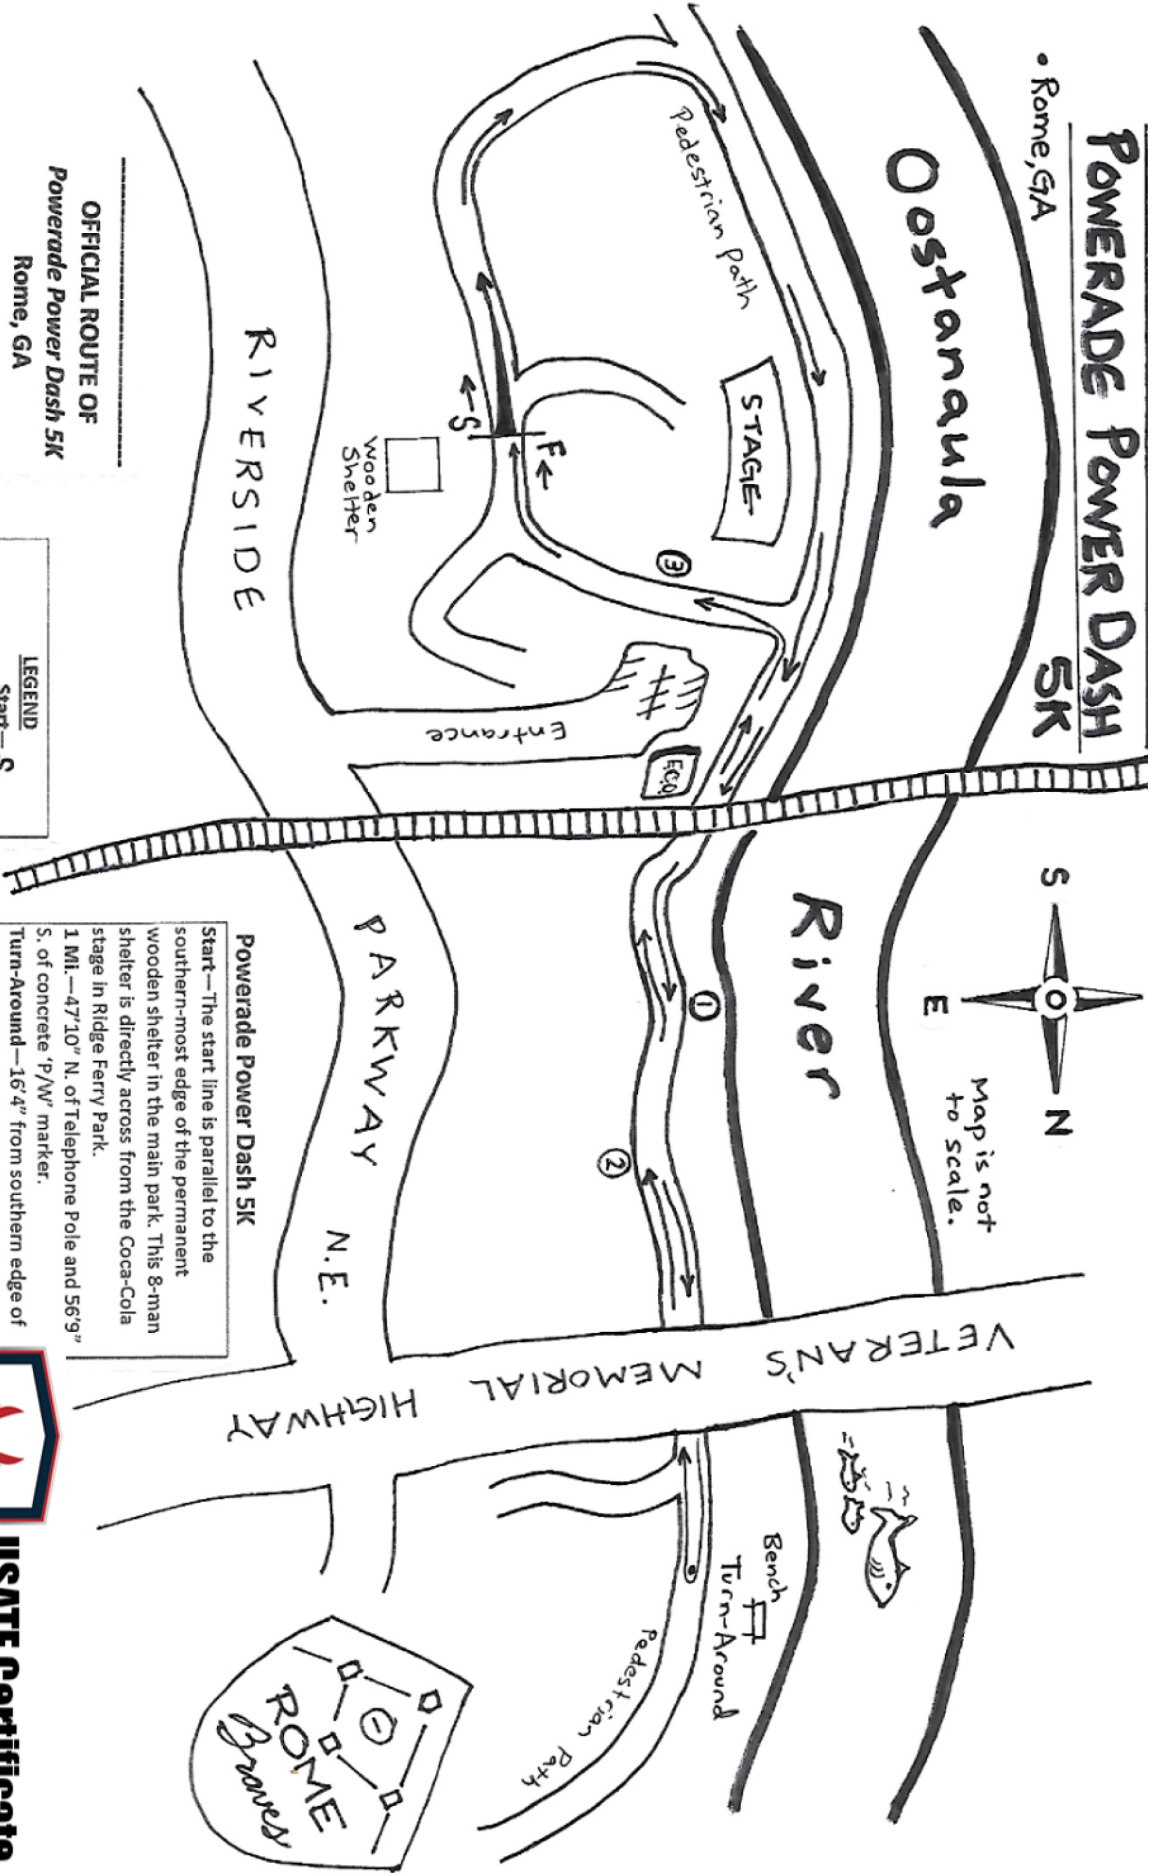 POWERADE POWER DASH
5K
• Rome, GA
Oostanaula
River
S
N
E
Map is not
to scale.
Pedestrian Path
STAGE
③
F
S
Wooden
Shelter
Entrance
E.C.O.
①
②
RIVERSIDE
PARKWAY N.E.
VETERAN'S MEMORIAL HIGHWAY
Bench
Turn-Around
Pedestrian Path
ROME
Braves
OFFICIAL ROUTE OF
Powerade Power Dash 5K
Rome, GA
LEGEND
Start—S
Powerade Power Dash 5K
Start—The start line is parallel to the
southern-most edge of the permanent
wooden shelter in the main park. This 8-man
shelter is directly across from the Coca-Cola
stage in Ridge Ferry Park.
1 Mi.—47'10" N. of Telephone Pole and 56'9"
S. of concrete 'P/W' marker.
Turn-Around—16'4" from southern edge of
USATF Certificate